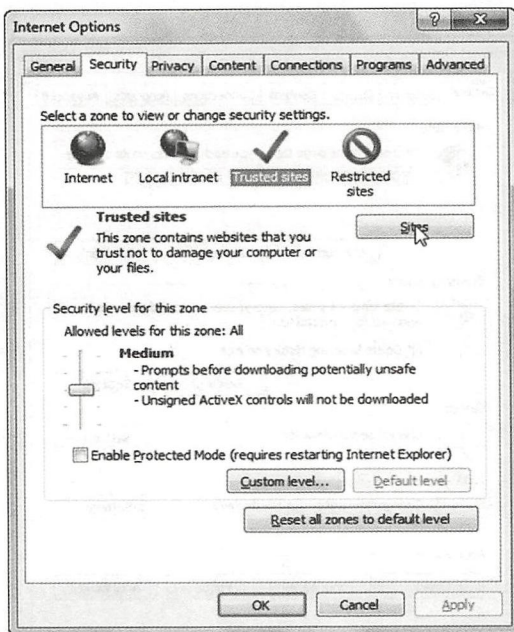 Internet Options
General Security Privacy Content Connections Programs Advanced
Select a zone to view or change security settings.
Internet Local intranet Trusted sites Restricted
sites
Trusted sites
This zone contains websites that you
trust not to damage your computer or
your files.
Sites
Security level for this zone
Allowed levels for this zone: All
Medium
- Prompts before downloading potentially unsafe
content
- Unsigned ActiveX controls will not be downloaded
Enable Protected Mode (requires restarting Internet Explorer)
Custom level... Default level
Reset all zones to default level
OK Cancel Apply